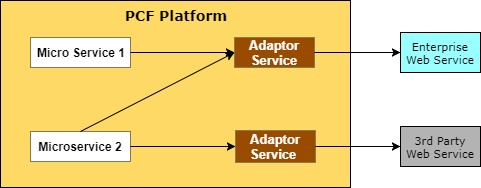 PCF Platform
Micro Service 1
Adaptor
Service
Enterprise
Web Service
Microservice 2
Adaptor
Service
3rd Party
Web Service